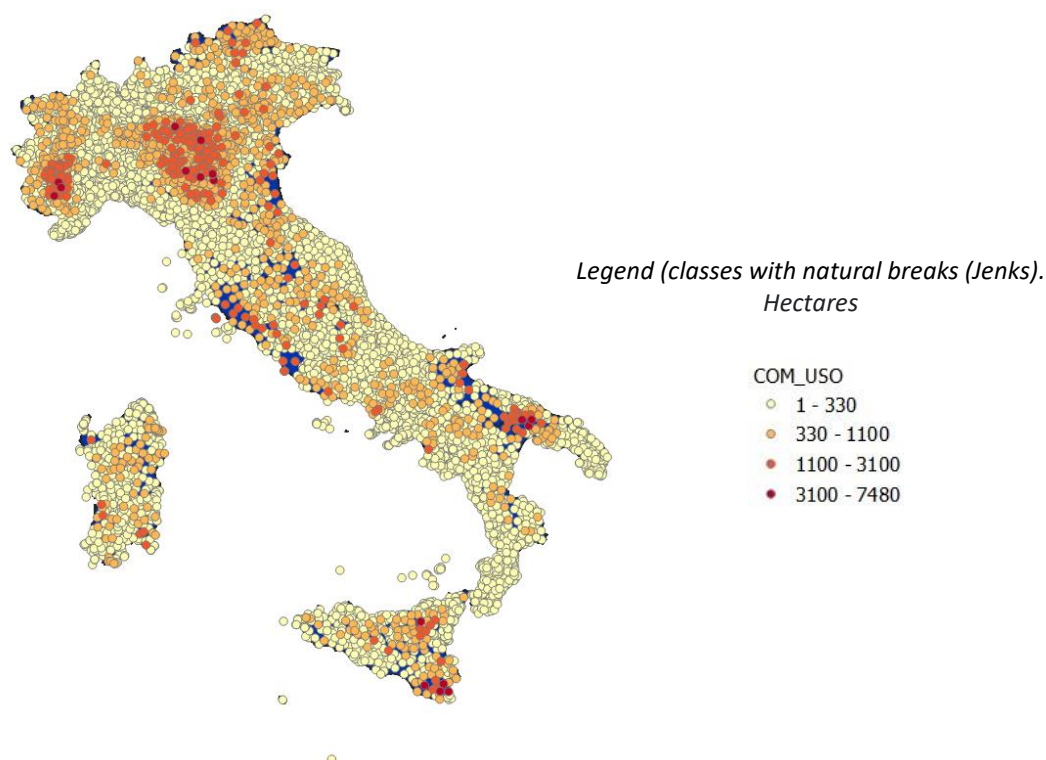 Legend (classes with natural breaks (Jenks).
Hectares
COM_USO
1 - 330
330 - 1100
1100 - 3100
3100 - 7480